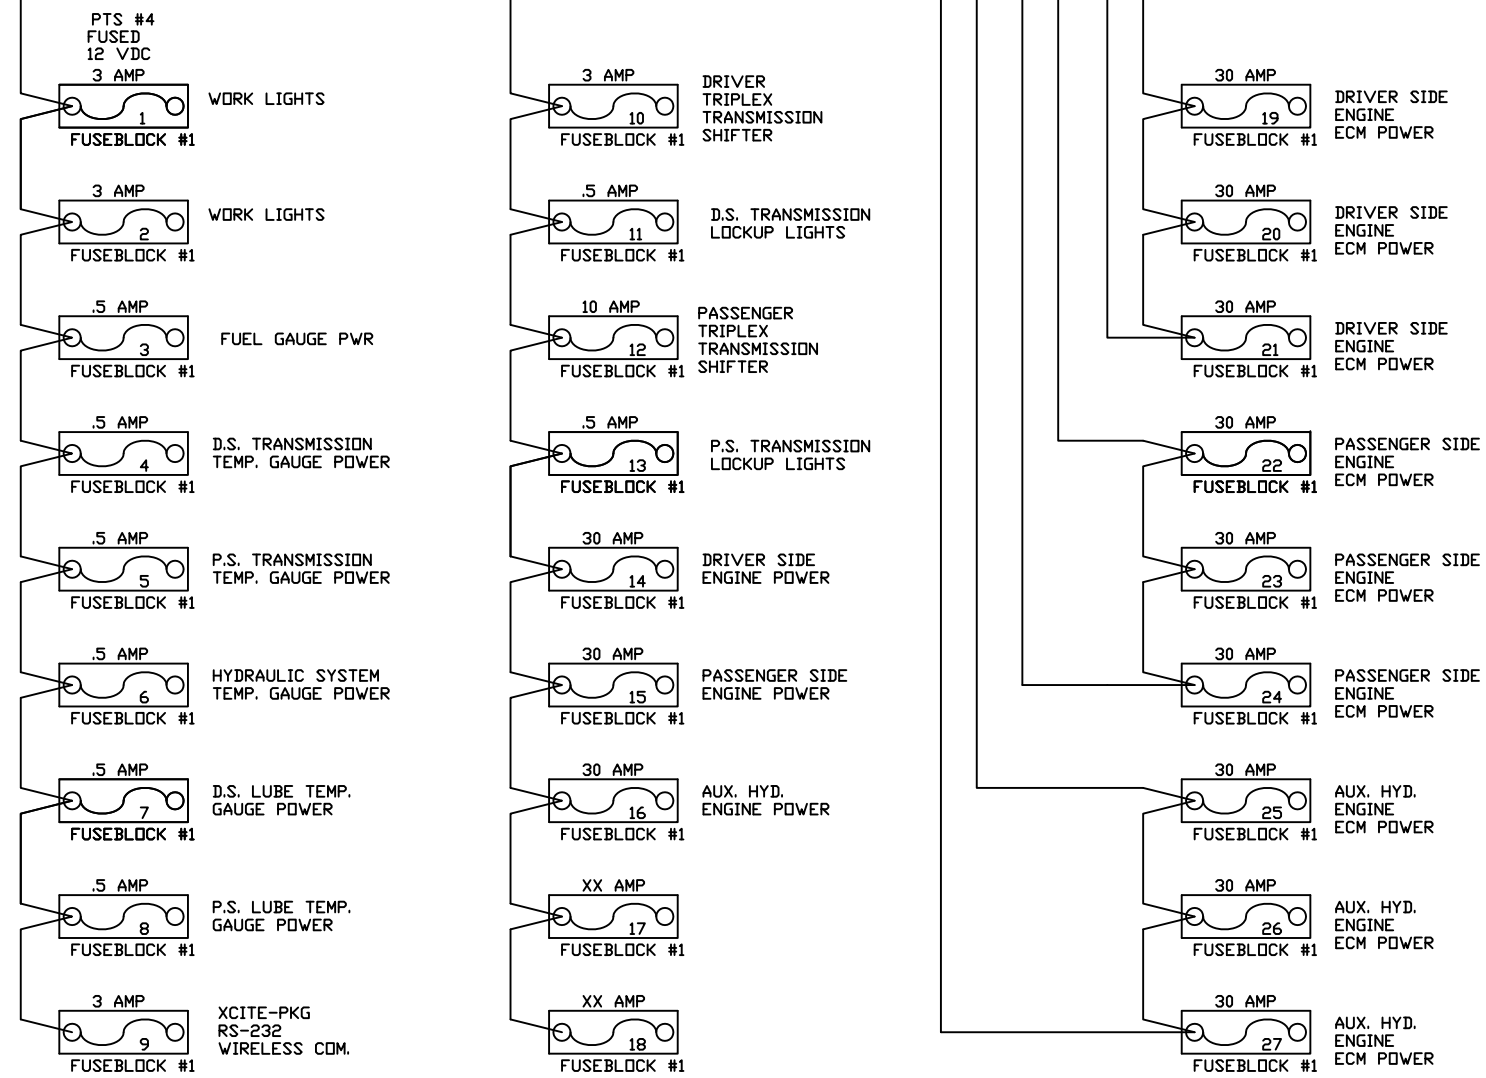 PTS #4
FUSED
12 VDC
3 AMP
1
FUSEBLOCK #1
WORK LIGHTS
3 AMP
2
FUSEBLOCK #1
WORK LIGHTS
.5 AMP
3
FUSEBLOCK #1
FUEL GAUGE PWR
.5 AMP
4
FUSEBLOCK #1
D.S. TRANSMISSION
TEMP. GAUGE POWER
.5 AMP
5
FUSEBLOCK #1
P.S. TRANSMISSION
TEMP. GAUGE POWER
.5 AMP
6
FUSEBLOCK #1
HYDRAULIC SYSTEM
TEMP. GAUGE POWER
.5 AMP
7
FUSEBLOCK #1
D.S. LUBE TEMP.
GAUGE POWER
.5 AMP
8
FUSEBLOCK #1
P.S. LUBE TEMP.
GAUGE POWER
3 AMP
9
FUSEBLOCK #1
XCITE-PKG
RS-232
WIRELESS COM.
3 AMP
10
FUSEBLOCK #1
DRIVER
TRIPLEX
TRANSMISSION
SHIFTER
.5 AMP
11
FUSEBLOCK #1
D.S. TRANSMISSION
LOCKUP LIGHTS
10 AMP
12
FUSEBLOCK #1
PASSENGER
TRIPLEX
TRANSMISSION
SHIFTER
.5 AMP
13
FUSEBLOCK #1
P.S. TRANSMISSION
LOCKUP LIGHTS
30 AMP
14
FUSEBLOCK #1
DRIVER SIDE
ENGINE POWER
30 AMP
15
FUSEBLOCK #1
PASSENGER SIDE
ENGINE POWER
30 AMP
16
FUSEBLOCK #1
AUX. HYD.
ENGINE POWER
XX AMP
17
FUSEBLOCK #1
XX AMP
18
FUSEBLOCK #1
30 AMP
19
FUSEBLOCK #1
DRIVER SIDE
ENGINE
ECM POWER
30 AMP
20
FUSEBLOCK #1
DRIVER SIDE
ENGINE
ECM POWER
30 AMP
21
FUSEBLOCK #1
DRIVER SIDE
ENGINE
ECM POWER
30 AMP
22
FUSEBLOCK #1
PASSENGER SIDE
ENGINE
ECM POWER
30 AMP
23
FUSEBLOCK #1
PASSENGER SIDE
ENGINE
ECM POWER
30 AMP
24
FUSEBLOCK #1
PASSENGER SIDE
ENGINE
ECM POWER
30 AMP
25
FUSEBLOCK #1
AUX. HYD.
ENGINE
ECM POWER
30 AMP
26
FUSEBLOCK #1
AUX. HYD.
ENGINE
ECM POWER
30 AMP
27
FUSEBLOCK #1
AUX. HYD.
ENGINE
ECM POWER